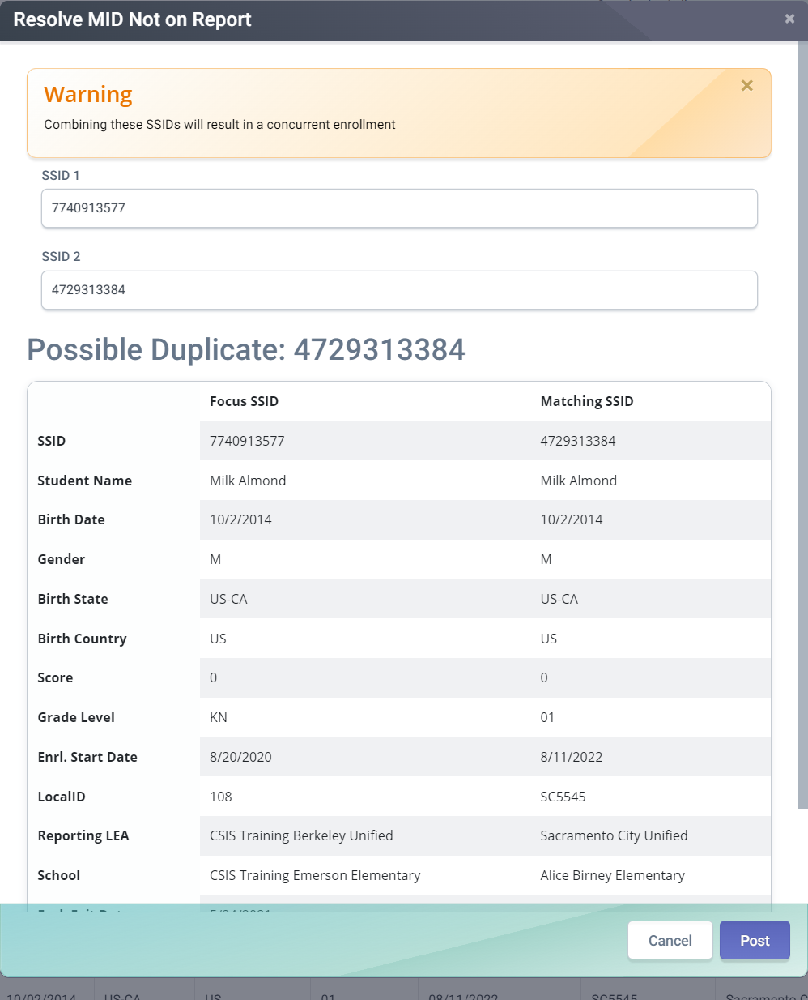 Resolve MID Not on Report ×
Warning ×
Combining these SSIDs will result in a concurrent enrollment
SSID 1
7740913577
SSID 2
4729313384
Possible Duplicate: 4729313384
Focus SSID Matching SSID
SSID 7740913577 4729313384
Student Name Milk Almond Milk Almond
Birth Date 10/2/2014 10/2/2014
Gender M M
Birth State US-CA US-CA
Birth Country US US
Score 0 0
Grade Level KN 01
Enrl. Start Date 8/20/2020 8/11/2022
LocalID 108 SC5545
Reporting LEA CSIS Training Berkeley Unified Sacramento City Unified
School CSIS Training Emerson Elementary Alice Birney Elementary
Cancel Post
10/02/2014 US-CA US 01 08/11/2022 SC5545 Sacramento